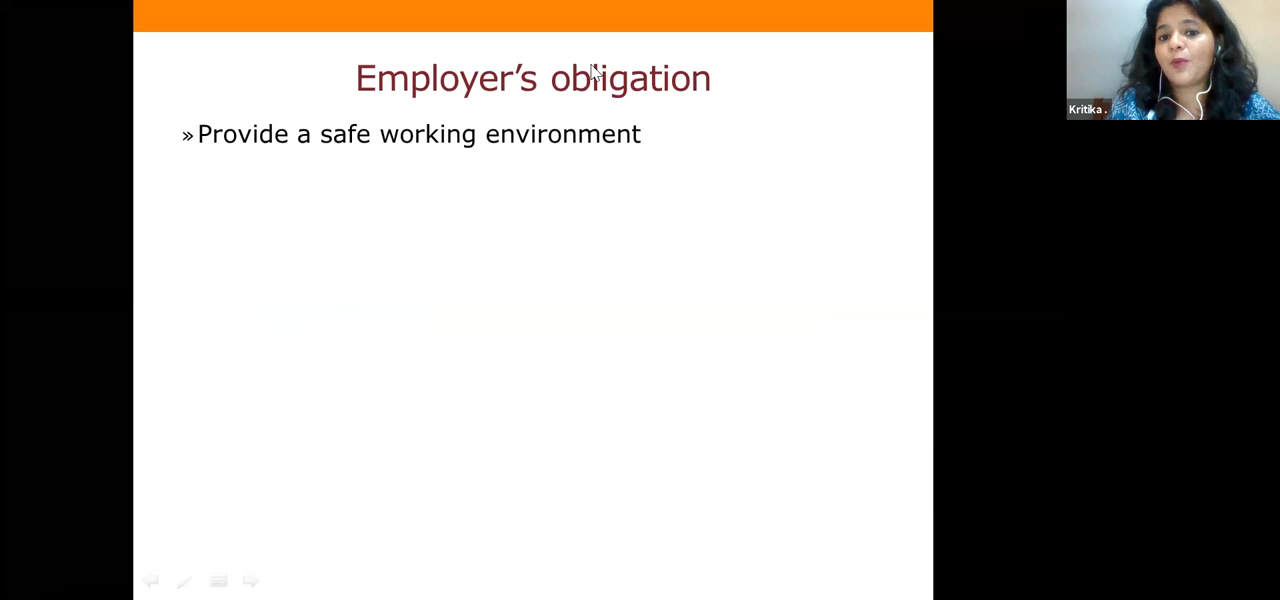 Employer’s obligation
» Provide a safe working environment
Kritika .